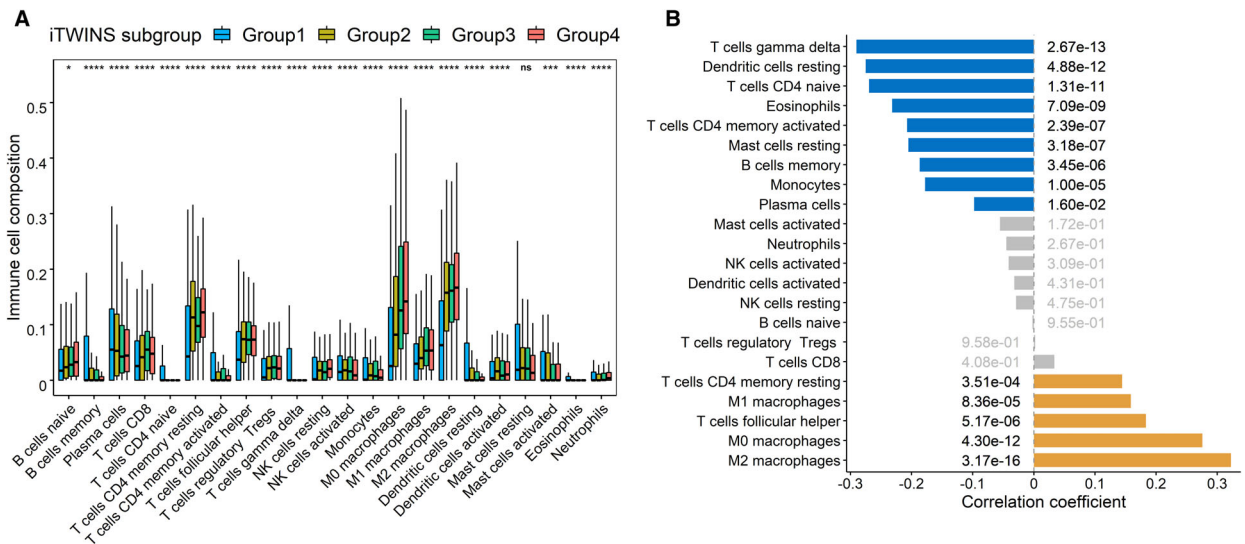 A
iTWINS subgroup Group1 Group2 Group3 Group4
* **** **** **** **** **** **** **** **** **** **** **** **** **** **** **** **** **** ns *** **** ****
Immune cell composition
0.5
0.4
0.3
0.2
0.1
0
B cells naive
B cells memory
Plasma cells
T cells CD8
T cells CD4 naive
T cells CD4 memory resting
T cells CD4 memory activated
T cells follicular helper
T cells regulatory Tregs
T cells gamma delta
NK cells resting
NK cells activated
Monocytes
M0 macrophages
M1 macrophages
M2 macrophages
Dendritic cells resting
Dendritic cells activated
Mast cells resting
Mast cells activated
Eosinophils
Neutrophils
B
T cells gamma delta 2.67e-13
Dendritic cells resting 4.88e-12
T cells CD4 naive 1.31e-11
Eosinophils 7.09e-09
T cells CD4 memory activated 2.39e-07
Mast cells resting 3.18e-07
B cells memory 3.45e-06
Monocytes 1.00e-05
Plasma cells 1.60e-02
Mast cells activated 1.72e-01
Neutrophils 2.67e-01
NK cells activated 3.09e-01
Dendritic cells activated 4.31e-01
NK cells resting 4.75e-01
B cells naive 9.55e-01
T cells regulatory Tregs 9.58e-01
T cells CD8 4.08e-01
T cells CD4 memory resting 3.51e-04
M1 macrophages 8.36e-05
T cells follicular helper 5.17e-06
M0 macrophages 4.30e-12
M2 macrophages 3.17e-16
-0.3 -0.2 -0.1 0 0.1 0.2 0.3
Correlation coefficient